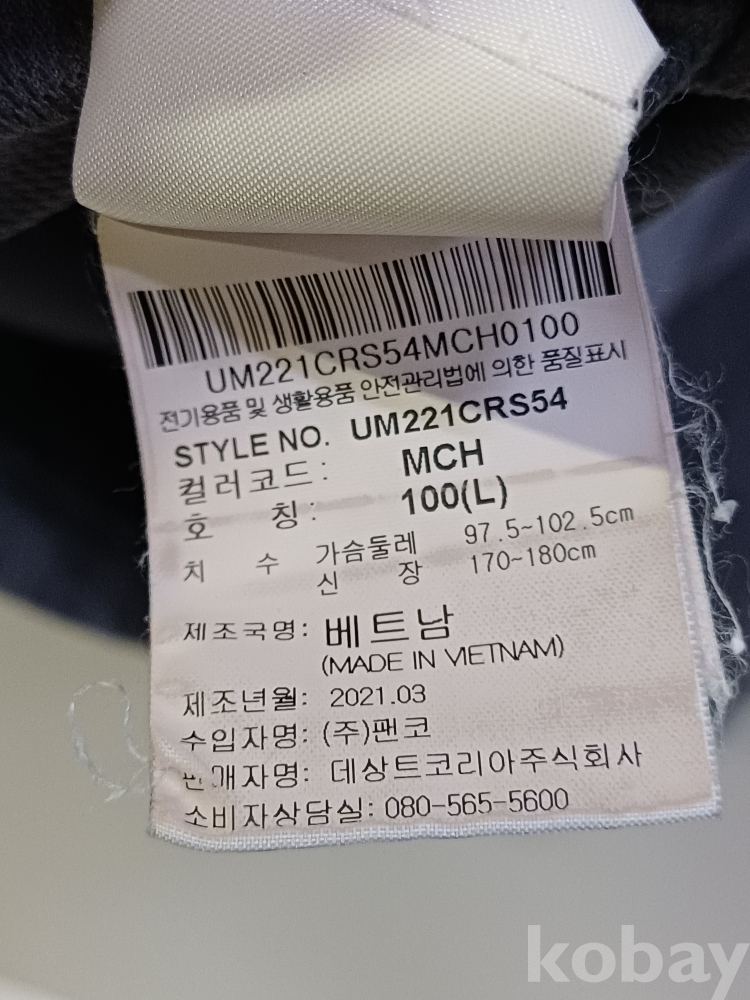 UM221CRS54MCH0100
전기용품 및 생활용품 안전관리법에 의한 품질표시
STYLE NO. UM221CRS54
컬러코드: MCH
호 칭: 100(L)
치 수 가슴둘레 97.5~102.5cm
신 장 170~180cm
제조국명: 베트남
(MADE IN VIETNAM)
제조년월: 2021.03
수입자명: (주)팬코
판매자명: 데상트코리아주식회사
소비자상담실: 080-565-5600
kobay